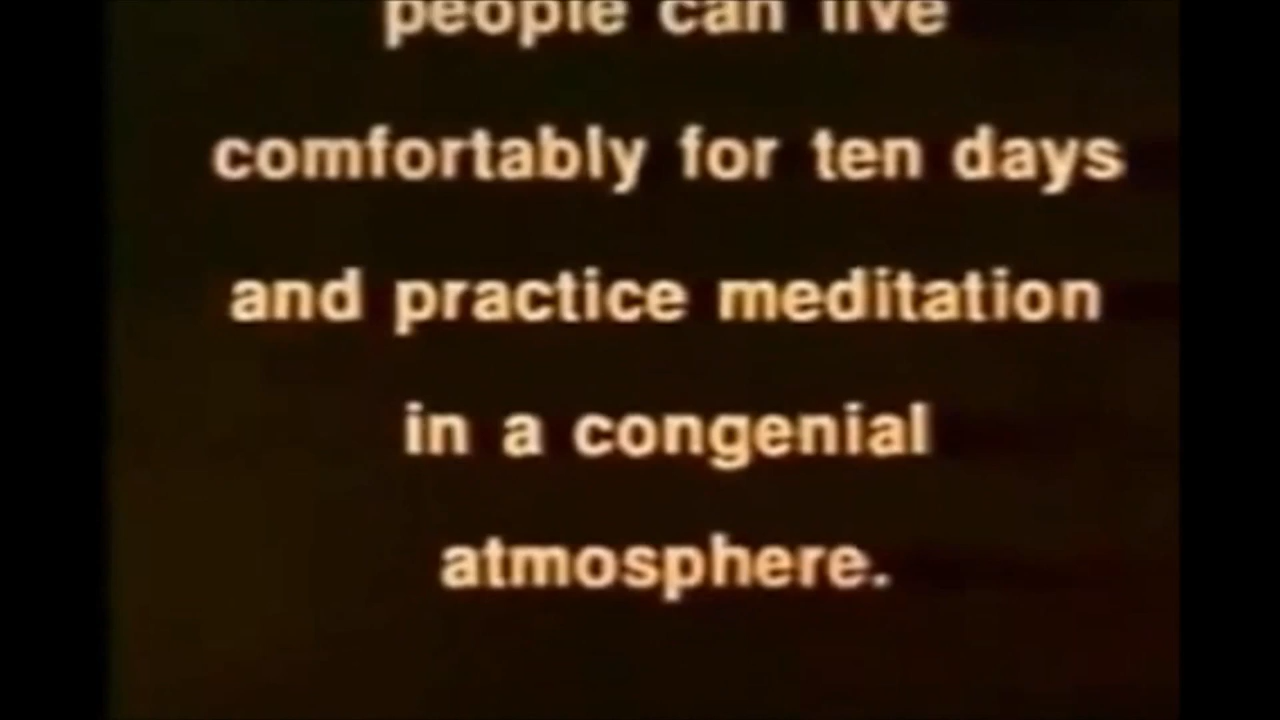 people can live
comfortably for ten days
and practice meditation
in a congenial
atmosphere.